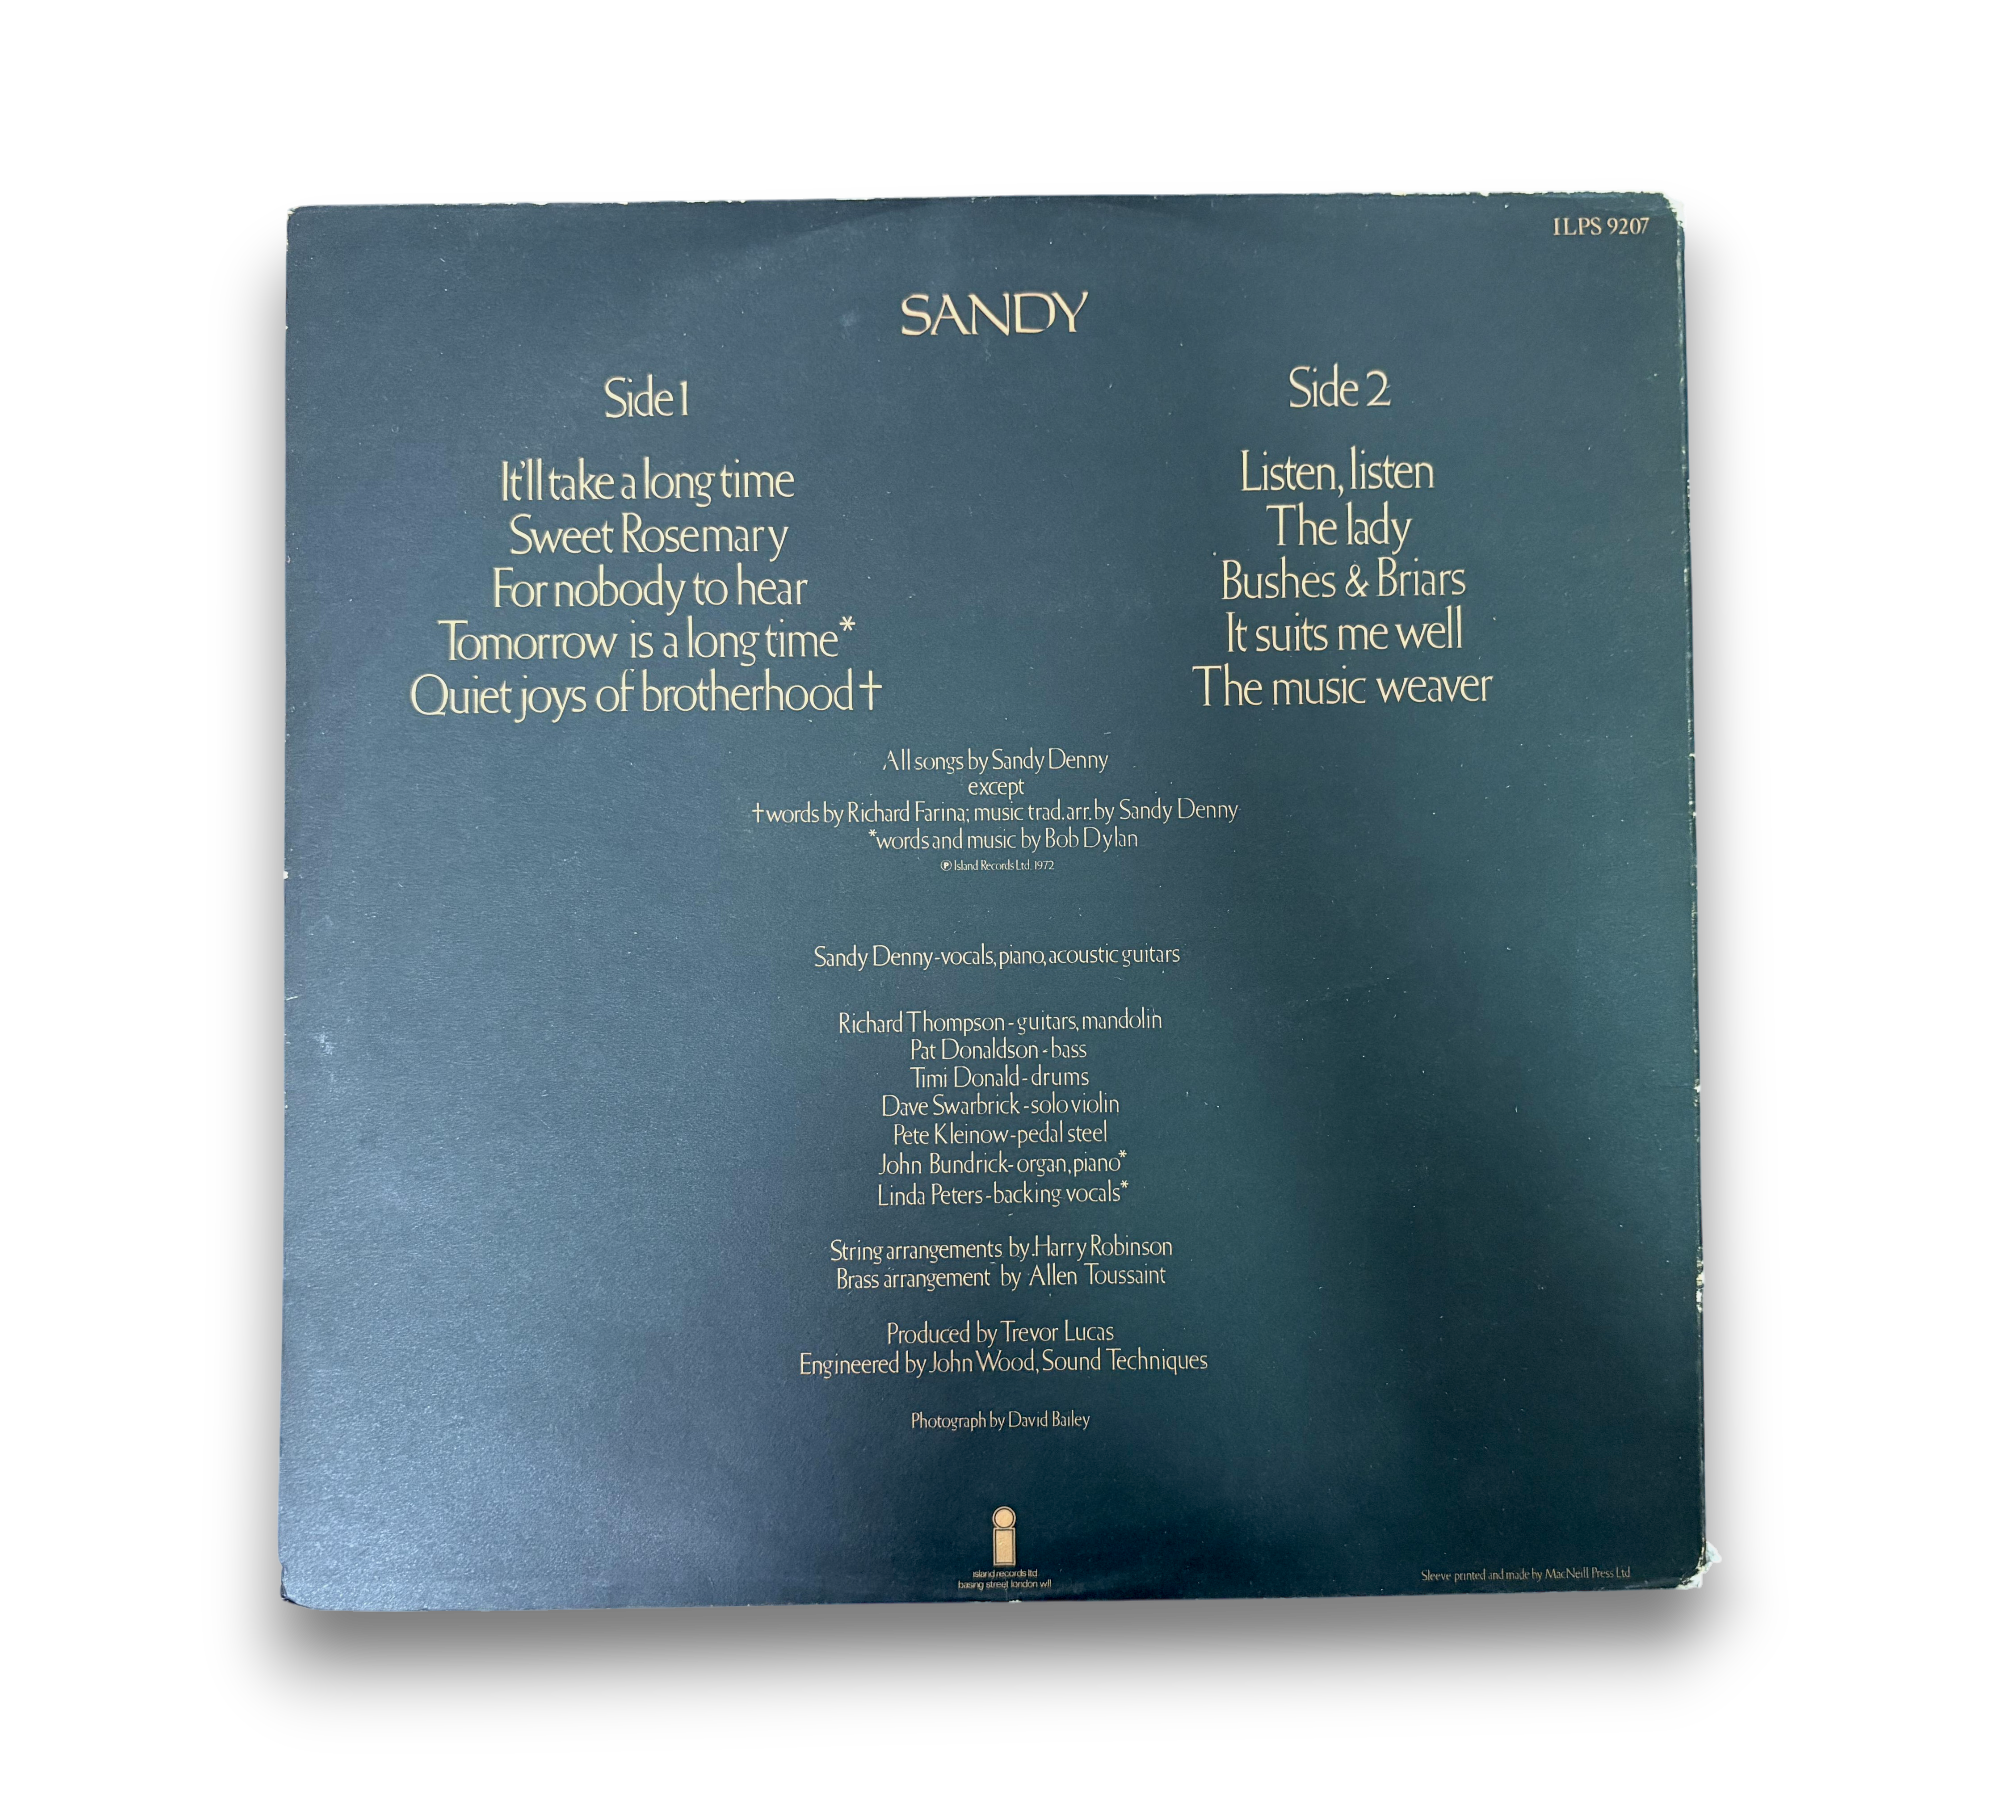 ILPS 9207
SANDY
Side 1
It'll take a long time
Sweet Rosemary
For nobody to hear
Tomorrow is a long time*
Quiet joys of brotherhood †
Side 2
Listen, listen
The lady
Bushes & Briars
It suits me well
The music weaver
All songs by Sandy Denny
except
†words by Richard Farina; music trad. arr. by Sandy Denny
*words and music by Bob Dylan
℗ Island Records Ltd. 1972
Sandy Denny-vocals, piano, acoustic guitars
Richard Thompson - guitars, mandolin
Pat Donaldson - bass
Timi Donald - drums
Dave Swarbrick - solo violin
Pete Kleinow - pedal steel
John Bundrick - organ, piano*
Linda Peters - backing vocals*
String arrangements by Harry Robinson
Brass arrangement by Allen Toussaint
Produced by Trevor Lucas
Engineered by John Wood, Sound Techniques
Photograph by David Bailey
island records ltd
basing street london w11
Sleeve printed and made by MacNeill Press Ltd